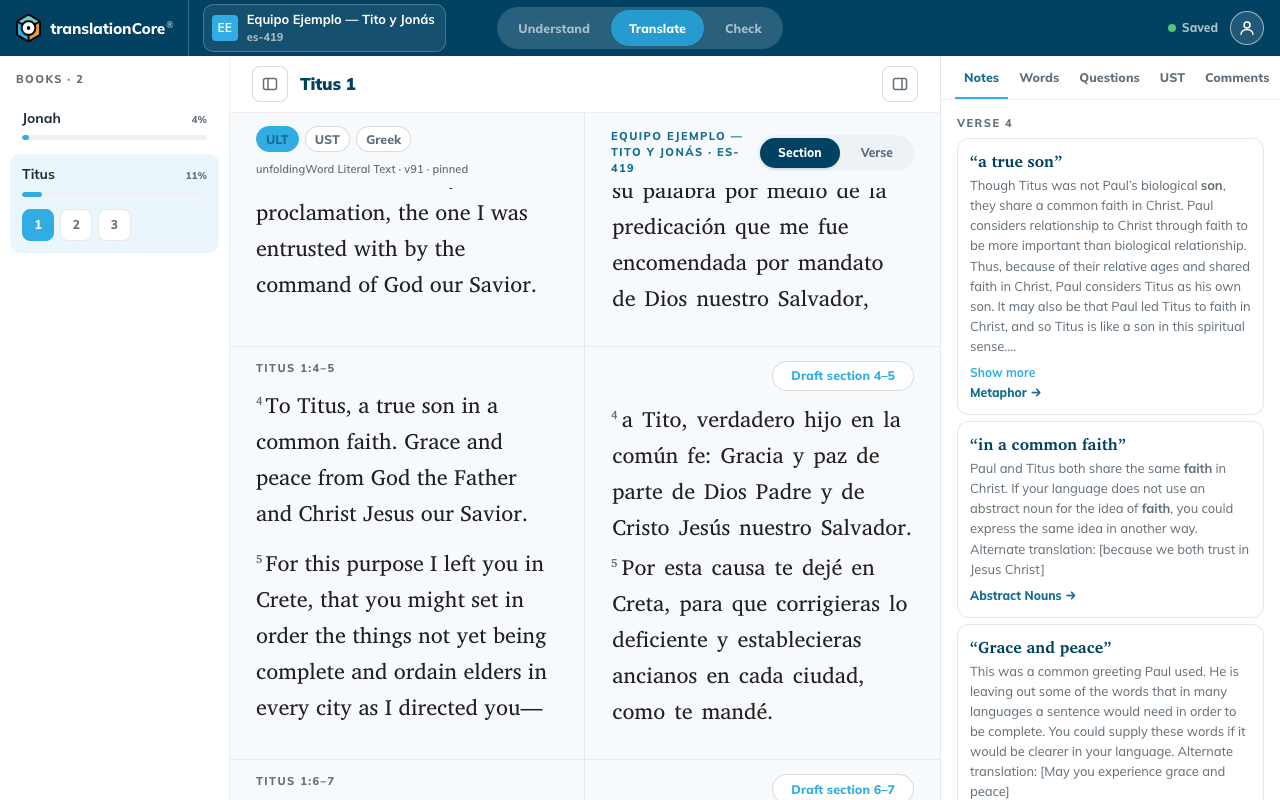 translationCore®
EE
Equipo Ejemplo — Tito y Jonás
es-419
Understand
Translate
Check
Saved
BOOKS · 2
Jonah
4%
Titus
11%
1
2
3
Titus 1
ULT
UST
Greek
unfoldingWord Literal Text · v91 · pinned
proclamation, the one I was
entrusted with by the
command of God our Savior.
EQUIPO EJEMPLO —
TITO Y JONÁS · ES-
419
Section
Verse
su palabra por medio de la
predicación que me fue
encomendada por mandato
de Dios nuestro Salvador,
TITUS 1:4–5
4 To Titus, a true son in a
common faith. Grace and
peace from God the Father
and Christ Jesus our Savior.
5 For this purpose I left you in
Crete, that you might set in
order the things not yet being
complete and ordain elders in
every city as I directed you—
Draft section 4–5
4 a Tito, verdadero hijo en la
común fe: Gracia y paz de
parte de Dios Padre y de
Cristo Jesús nuestro Salvador.
5 Por esta causa te dejé en
Creta, para que corrigieras lo
deficiente y establecieras
ancianos en cada ciudad,
como te mandé.
TITUS 1:6–7
Draft section 6–7
Notes
Words
Questions
UST
Comments
VERSE 4
“a true son”
Though Titus was not Paul’s biological son,
they share a common faith in Christ. Paul
considers relationship to Christ through faith to
be more important than biological relationship.
Thus, because of their relative ages and shared
faith in Christ, Paul considers Titus as his own
son. It may also be that Paul led Titus to faith in
Christ, and so Titus is like a son in this spiritual
sense....
Show more
Metaphor →
“in a common faith”
Paul and Titus both share the same faith in
Christ. If your language does not use an
abstract noun for the idea of faith, you could
express the same idea in another way.
Alternate translation: [because we both trust in
Jesus Christ]
Abstract Nouns →
“Grace and peace”
This was a common greeting Paul used. He is
leaving out some of the words that in many
languages a sentence would need in order to
be complete. You could supply these words if it
would be clearer in your language. Alternate
translation: [May you experience grace and
peace]